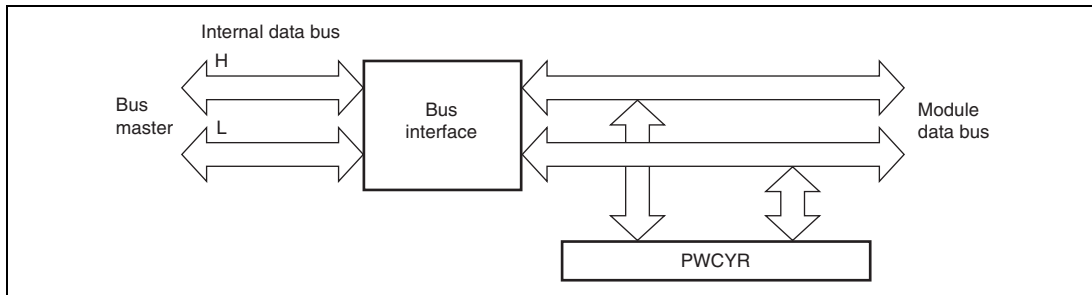 Internal data bus
H
Bus
master
L
Bus
interface
Module
data bus
PWCYR